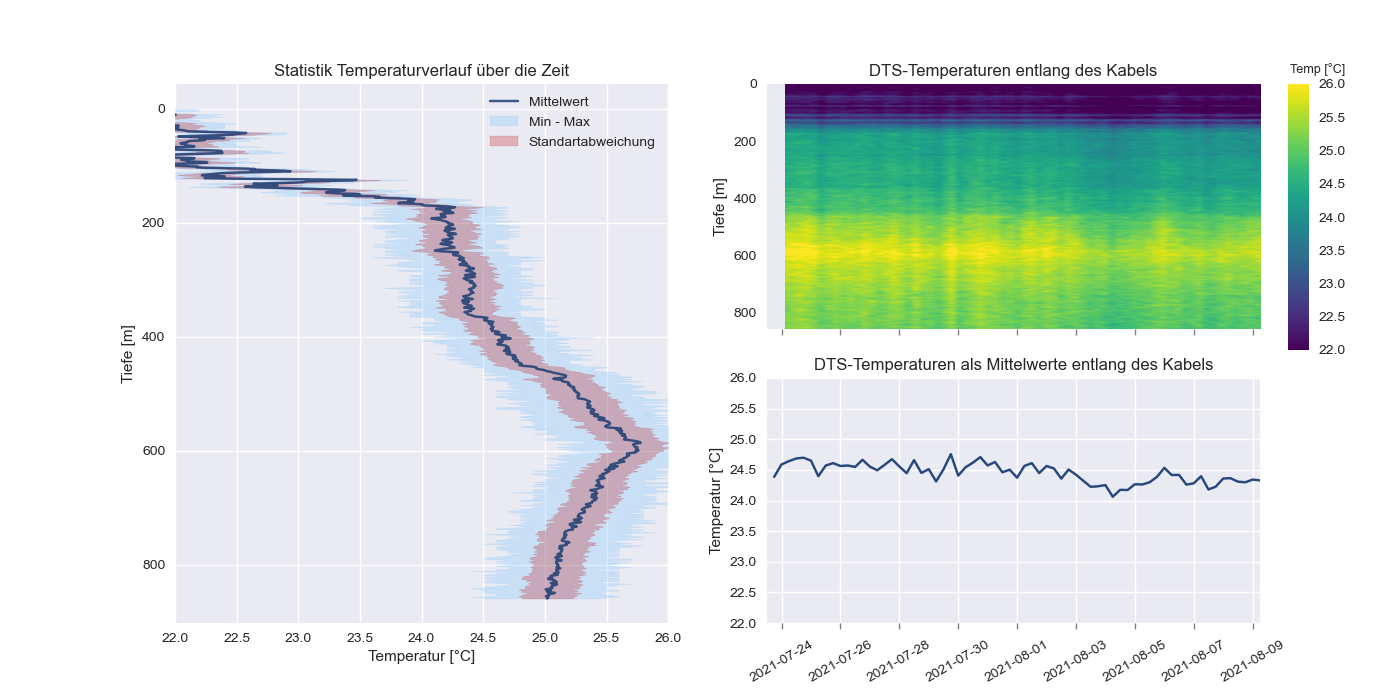 Statistik Temperaturverlauf über die Zeit
Mittelwert
Min - Max
Standartabweichung
0
200
400
600
800
Tiefe [m]
22.0 22.5 23.0 23.5 24.0 24.5 25.0 25.5 26.0
Temperatur [°C]
DTS-Temperaturen entlang des Kabels
0
200
400
600
800
Tiefe [m]
Temp [°C]
26.0
25.5
25.0
24.5
24.0
23.5
23.0
22.5
22.0
DTS-Temperaturen als Mittelwerte entlang des Kabels
26.0
25.5
25.0
24.5
24.0
23.5
23.0
22.5
22.0
Temperatur [°C]
2021-07-24 2021-07-26 2021-07-28 2021-07-30 2021-08-01 2021-08-03 2021-08-05 2021-08-07 2021-08-09